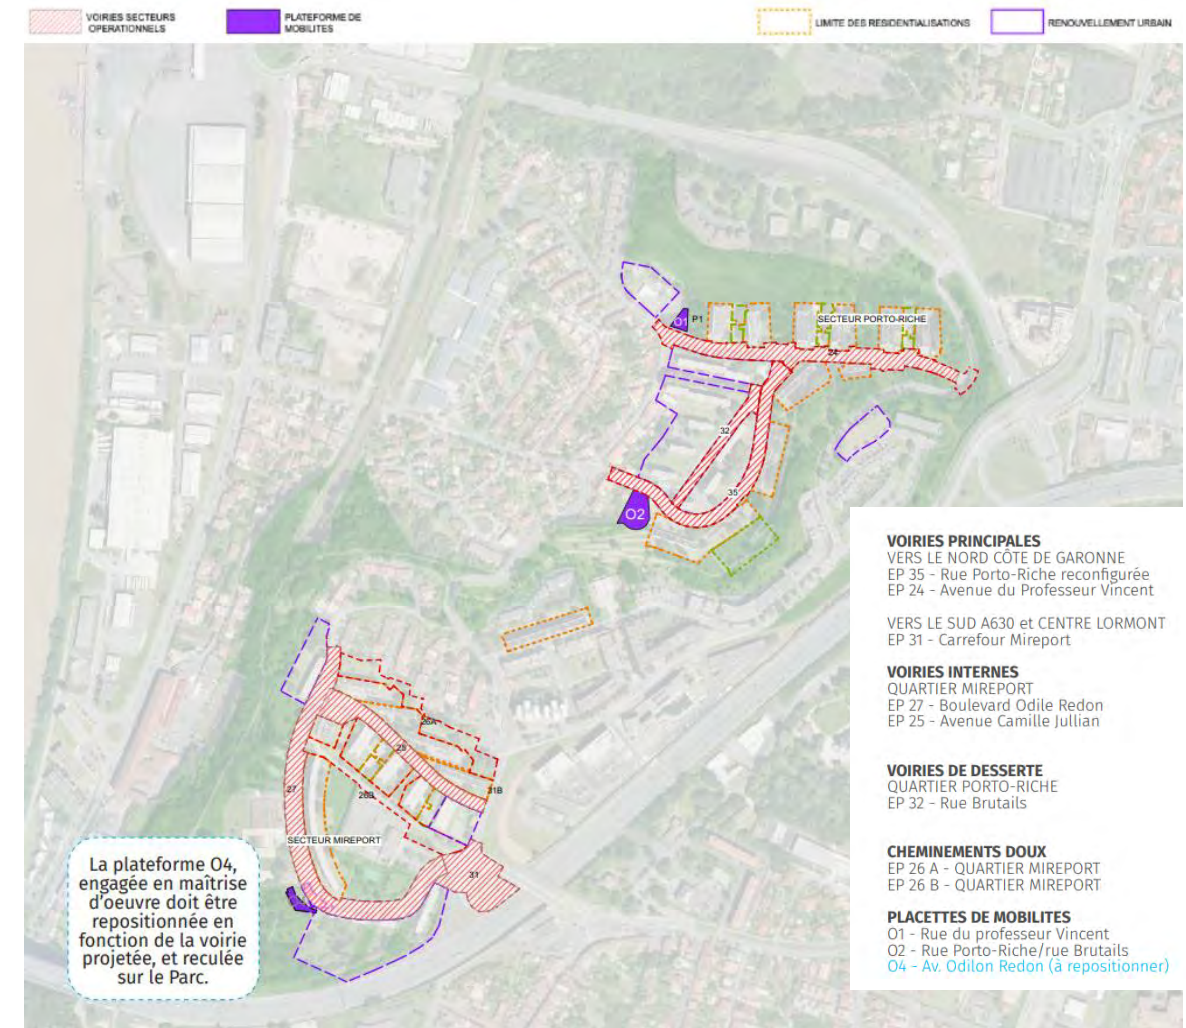 VOIRIES SECTEURS
OPERATIONNELS
PLATEFORME DE
MOBILITES
LIMITE DES RESIDENTIALISATIONS
RENOUVELLEMENT URBAIN
O1
P1
SECTEUR PORTO-RICHE
24
32
35
O2
VOIRIES PRINCIPALES
VERS LE NORD CÔTE DE GARONNE
EP 35 - Rue Porto-Riche reconfigurée
EP 24 - Avenue du Professeur Vincent
VERS LE SUD A630 et CENTRE LORMONT
EP 31 - Carrefour Mireport
VOIRIES INTERNES
QUARTIER MIREPORT
EP 27 - Boulevard Odile Redon
EP 25 - Avenue Camille Jullian
VOIRIES DE DESSERTE
QUARTIER PORTO-RICHE
EP 32 - Rue Brutails
CHEMINEMENTS DOUX
EP 26 A - QUARTIER MIREPORT
EP 26 B - QUARTIER MIREPORT
PLACETTES DE MOBILITES
O1 - Rue du professeur Vincent
O2 - Rue Porto-Riche/rue Brutails
O4 - Av. Odilon Redon (à repositionner)
26A
25
27
26B
31B
SECTEUR MIREPORT
31
La plateforme O4,
engagée en maîtrise
d'oeuvre doit être
repositionnée en
fonction de la voirie
projetée, et reculée
sur le Parc.